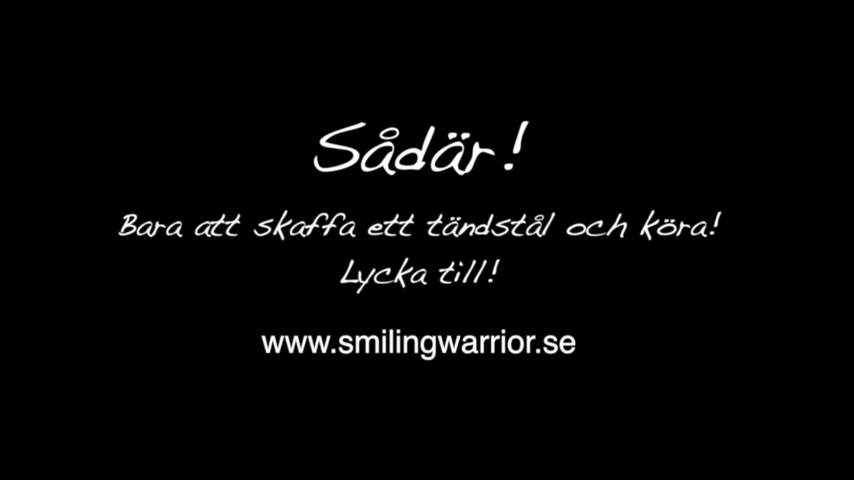 Sådär!
Bara att skaffa ett tändstål och köra!
Lycka till!
www.smilingwarrior.se